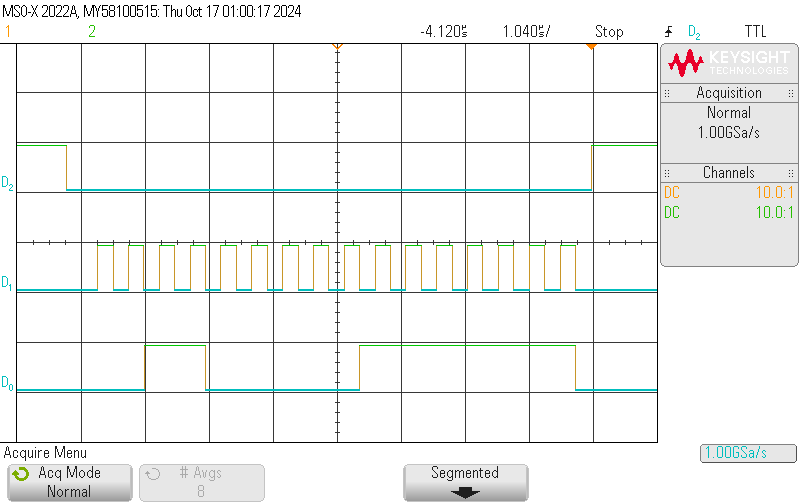 MSO-X 2022A, MY58100515: Thu Oct 17 01:00:17 2024
1 2 -4.120µs 1.040µs/ Stop D2 TTL
KEYSIGHT
TECHNOLOGIES
Acquisition
Normal
1.00GSa/s
Channels
DC 10.0:1
DC 10.0:1
D2
D1
D0
Acquire Menu
1.00GSa/s
Acq Mode
Normal
# Avgs
8
Segmented